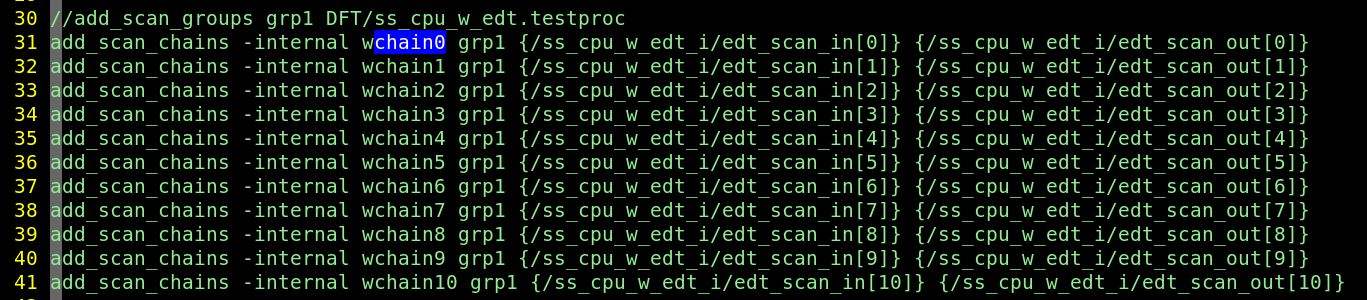 30 //add_scan_groups grp1 DFT/ss_cpu_w_edt.testproc
31 add_scan_chains -internal wchain0 grp1 {/ss_cpu_w_edt_i/edt_scan_in[0]} {/ss_cpu_w_edt_i/edt_scan_out[0]}
32 add_scan_chains -internal wchain1 grp1 {/ss_cpu_w_edt_i/edt_scan_in[1]} {/ss_cpu_w_edt_i/edt_scan_out[1]}
33 add_scan_chains -internal wchain2 grp1 {/ss_cpu_w_edt_i/edt_scan_in[2]} {/ss_cpu_w_edt_i/edt_scan_out[2]}
34 add_scan_chains -internal wchain3 grp1 {/ss_cpu_w_edt_i/edt_scan_in[3]} {/ss_cpu_w_edt_i/edt_scan_out[3]}
35 add_scan_chains -internal wchain4 grp1 {/ss_cpu_w_edt_i/edt_scan_in[4]} {/ss_cpu_w_edt_i/edt_scan_out[4]}
36 add_scan_chains -internal wchain5 grp1 {/ss_cpu_w_edt_i/edt_scan_in[5]} {/ss_cpu_w_edt_i/edt_scan_out[5]}
37 add_scan_chains -internal wchain6 grp1 {/ss_cpu_w_edt_i/edt_scan_in[6]} {/ss_cpu_w_edt_i/edt_scan_out[6]}
38 add_scan_chains -internal wchain7 grp1 {/ss_cpu_w_edt_i/edt_scan_in[7]} {/ss_cpu_w_edt_i/edt_scan_out[7]}
39 add_scan_chains -internal wchain8 grp1 {/ss_cpu_w_edt_i/edt_scan_in[8]} {/ss_cpu_w_edt_i/edt_scan_out[8]}
40 add_scan_chains -internal wchain9 grp1 {/ss_cpu_w_edt_i/edt_scan_in[9]} {/ss_cpu_w_edt_i/edt_scan_out[9]}
41 add_scan_chains -internal wchain10 grp1 {/ss_cpu_w_edt_i/edt_scan_in[10]} {/ss_cpu_w_edt_i/edt_scan_out[10]}